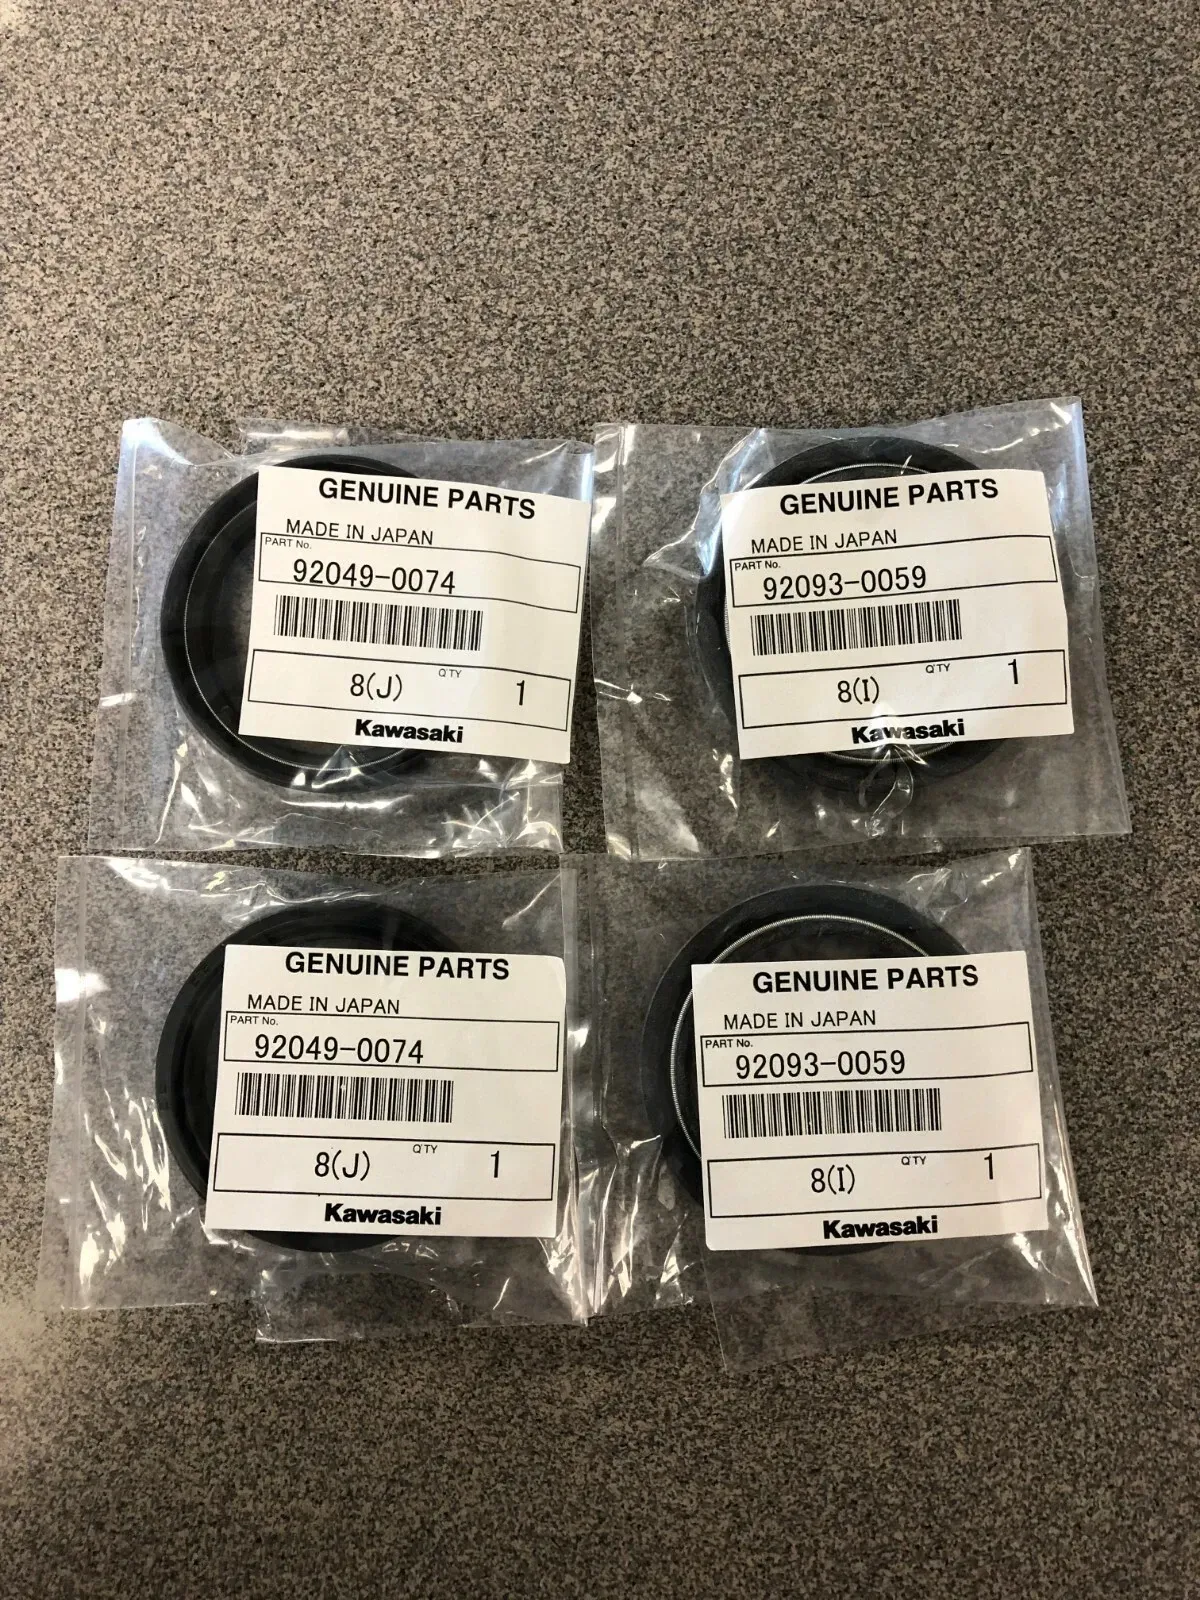 GENUINE PARTS
MADE IN JAPAN
PART No.
92049-0074
8(J) Q'TY 1
Kawasaki
GENUINE PARTS
MADE IN JAPAN
PART No.
92093-0059
8(I) Q'TY 1
Kawasaki
GENUINE PARTS
MADE IN JAPAN
PART No.
92049-0074
8(J) Q'TY 1
Kawasaki
GENUINE PARTS
MADE IN JAPAN
PART No.
92093-0059
8(I) Q'TY 1
Kawasaki